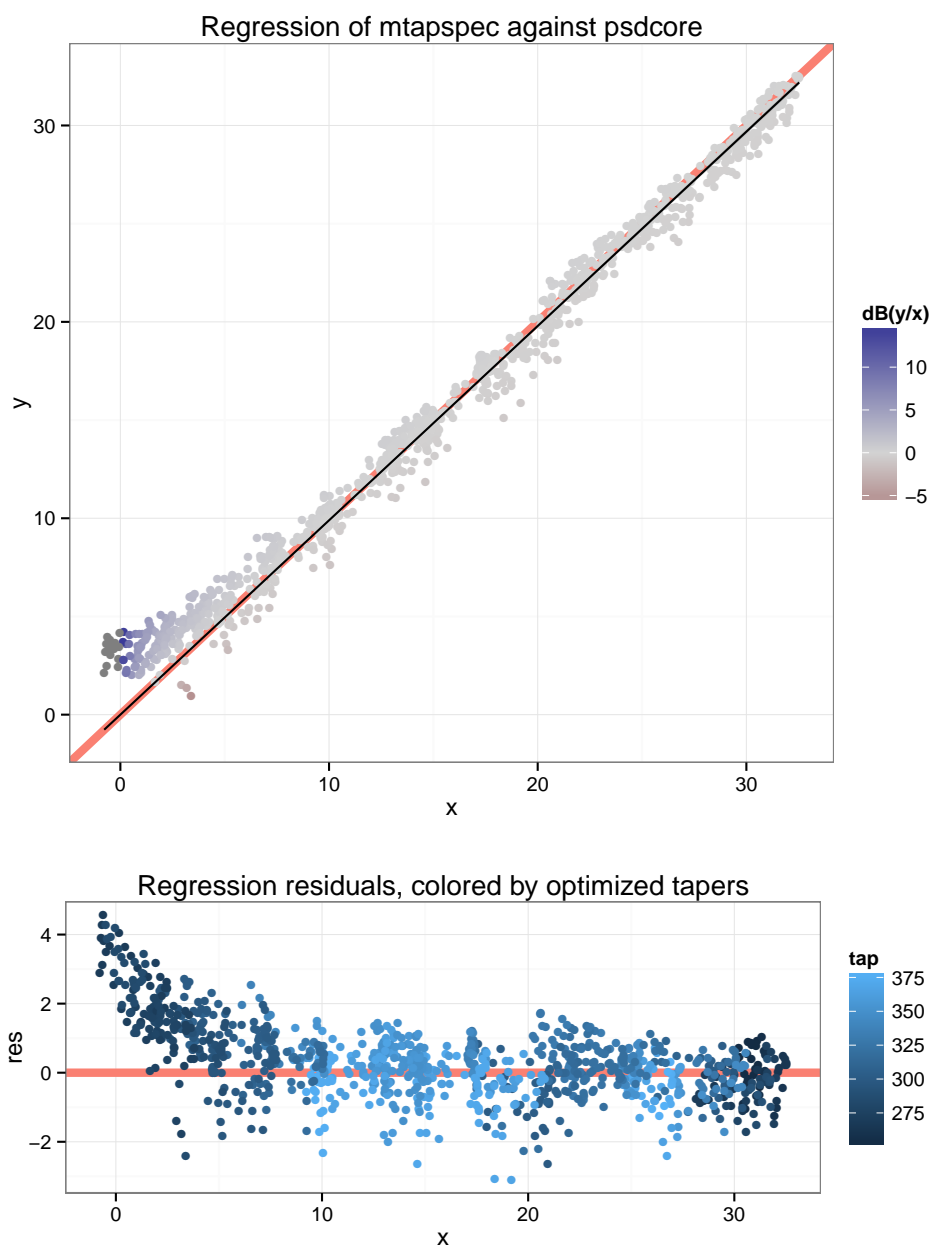 Regression of mtapspec against psdcore
30
20
10
0
y
0 10 20 30
x
dB(y/x)
10
5
0
−5
Regression residuals, colored by optimized tapers
4
2
0
−2
res
0 10 20 30
x
tap
375
350
325
300
275